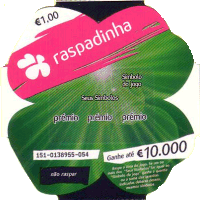 €1.00
raspadinha
Símbolo
do Jogo
Seus Símbolos
prémio prémio prémio
151-0136955-054
Ganhe até €10.000
não raspar